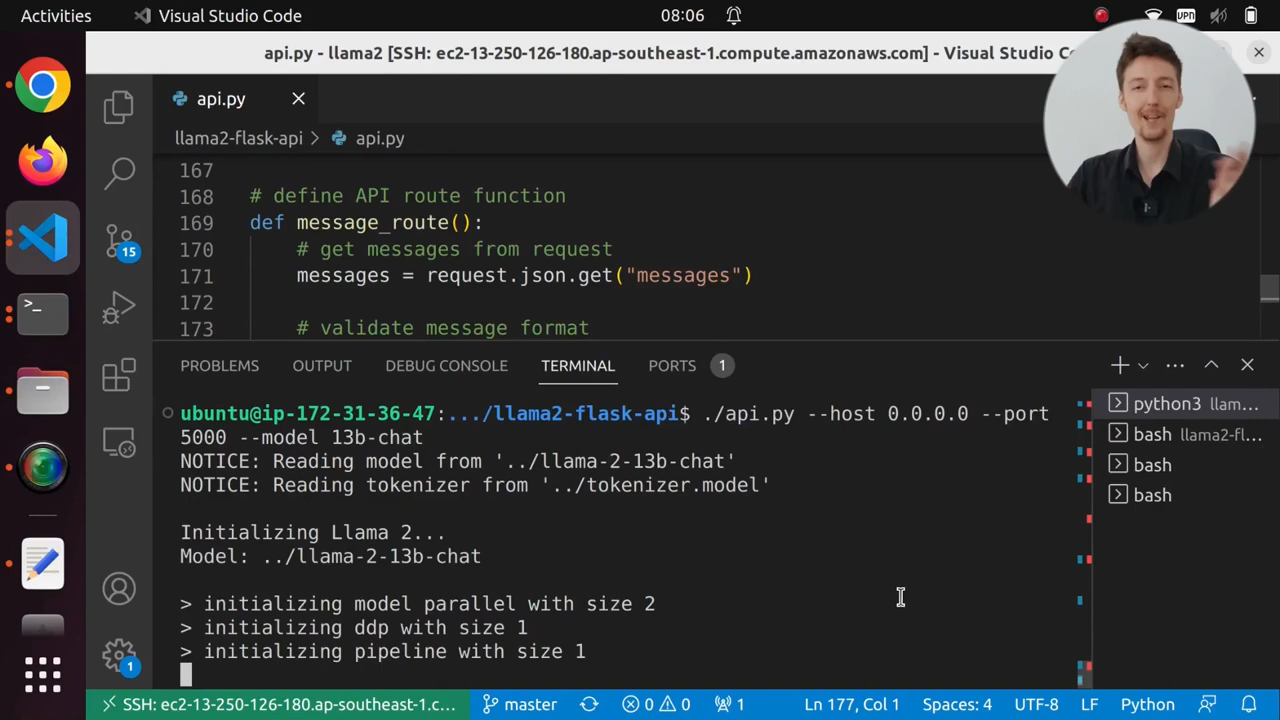 Activities
Visual Studio Code
08:06
VPN
api.py - llama2 [SSH: ec2-13-250-126-180.ap-southeast-1.compute.amazonaws.com] - Visual Studio Co
api.py
llama2-flask-api > api.py
167
168 # define API route function
169 def message_route():
170 # get messages from request
171 messages = request.json.get("messages")
172
173 # validate message format
15
PROBLEMS OUTPUT DEBUG CONSOLE TERMINAL PORTS 1
ubuntu@ip-172-31-36-47:.../llama2-flask-api$ ./api.py --host 0.0.0.0 --port
5000 --model 13b-chat
NOTICE: Reading model from '../llama-2-13b-chat'
NOTICE: Reading tokenizer from '../tokenizer.model'
Initializing Llama 2...
Model: ../llama-2-13b-chat
> initializing model parallel with size 2
> initializing ddp with size 1
> initializing pipeline with size 1
python3 llam...
bash llama2-fl...
bash
bash
1
SSH: ec2-13-250-126-180.ap-southeast-1.c... master 0 0 1 Ln 177, Col 1 Spaces: 4 UTF-8 LF Python